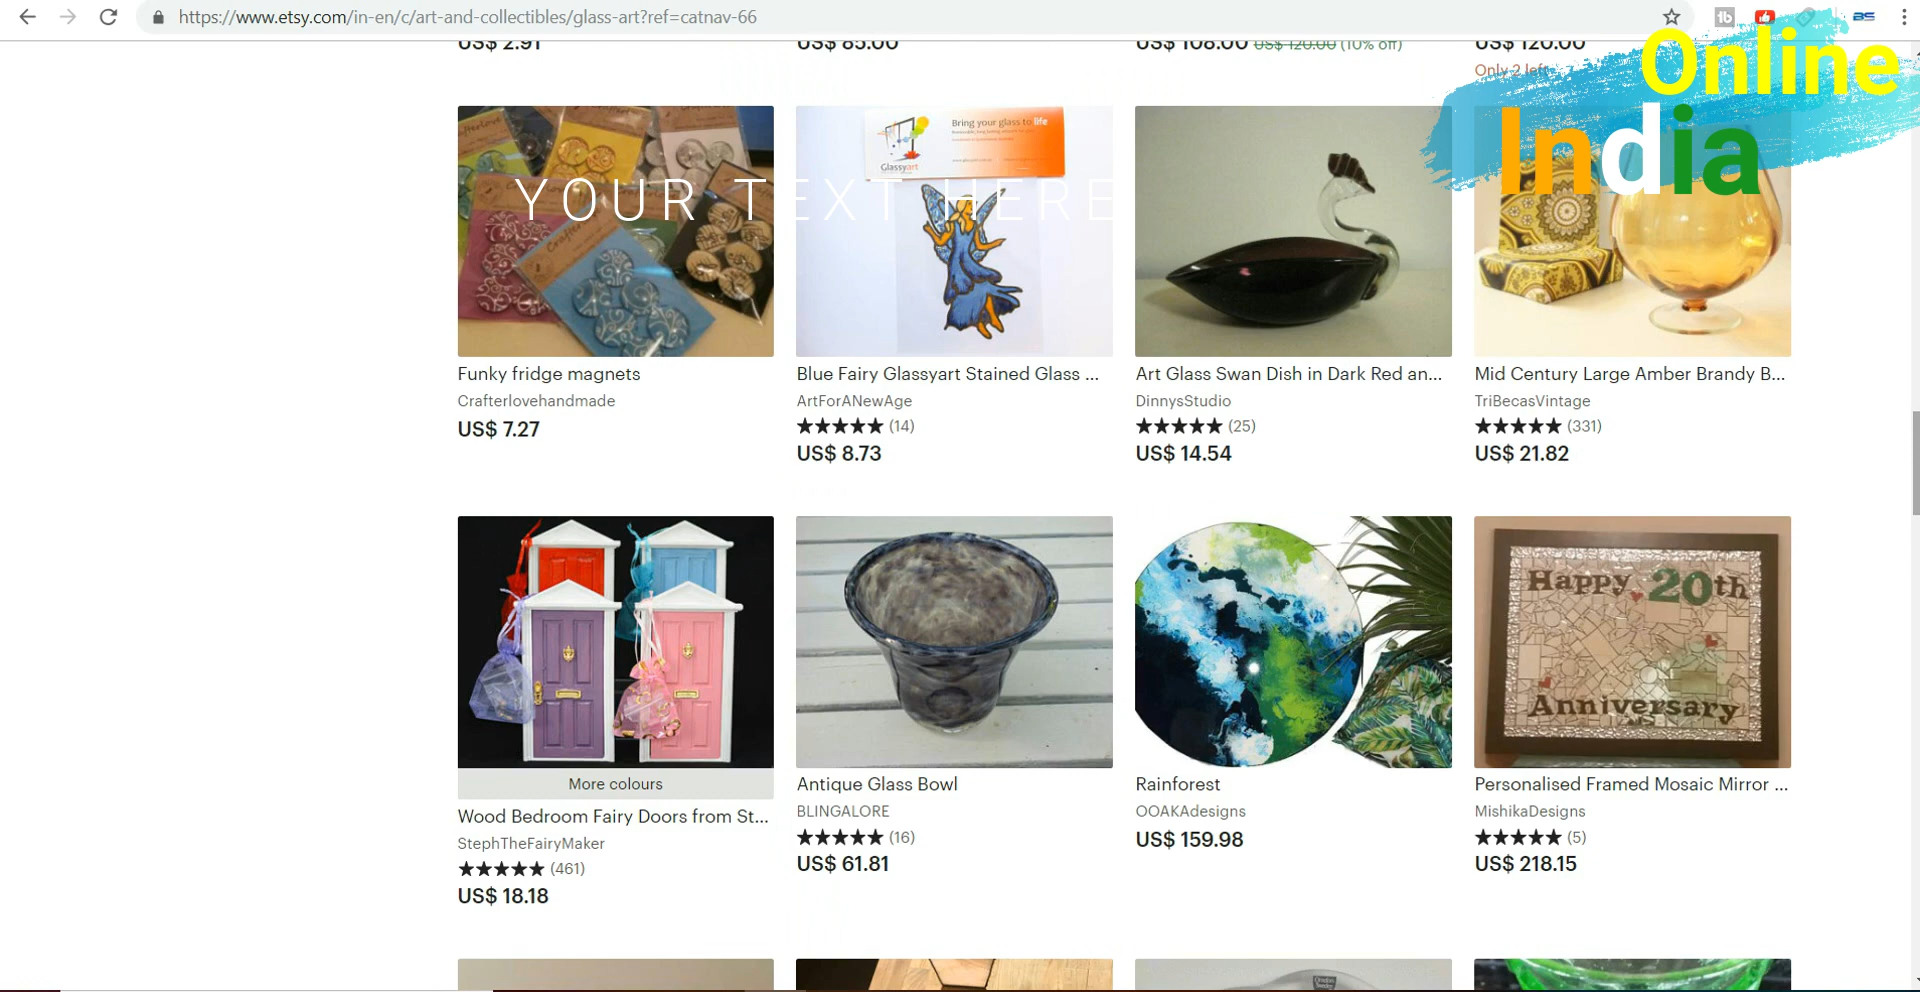 https://www.etsy.com/in-en/c/art-and-collectibles/glass-art?ref=catnav-66
US$ 2.91
US$ 85.00
US$ 108.00 US$ 120.00 (10% off)
US$ 120.00
Only 2 left
Online
India
YOUR TEXT HERE
Crafterlove
Bring your glass to life
Glassyart
Funky fridge magnets
Crafterlovehandmade
US$ 7.27
Blue Fairy Glassyart Stained Glass ...
ArtForANewAge
(14)
US$ 8.73
Art Glass Swan Dish in Dark Red an...
DinnysStudio
(25)
US$ 14.54
Mid Century Large Amber Brandy B...
TriBecasVintage
(331)
US$ 21.82
More colours
Wood Bedroom Fairy Doors from St...
StephTheFairyMaker
(461)
US$ 18.18
Antique Glass Bowl
BLINGALORE
(16)
US$ 61.81
Rainforest
OOAKAdesigns
US$ 159.98
Happy 20th
Anniversary
Personalised Framed Mosaic Mirror ...
MishikaDesigns
(5)
US$ 218.15